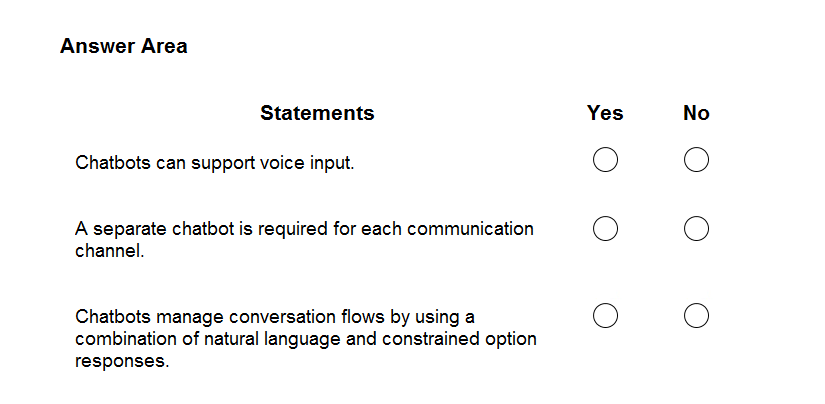 Answer Area
Statements Yes No
Chatbots can support voice input.
A separate chatbot is required for each communication
channel.
Chatbots manage conversation flows by using a
combination of natural language and constrained option
responses.